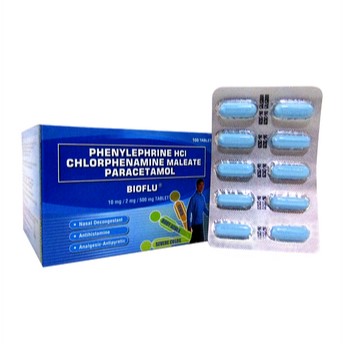 100 TABLETS
PHENYLEPHRINE HCl
CHLORPHENAMINE MALEATE
PARACETAMOL
BIOFLU®
10 mg / 2 mg / 500 mg TABLET
• Nasal Decongestant
• Antihistamine
• Analgesic-Antipyretic